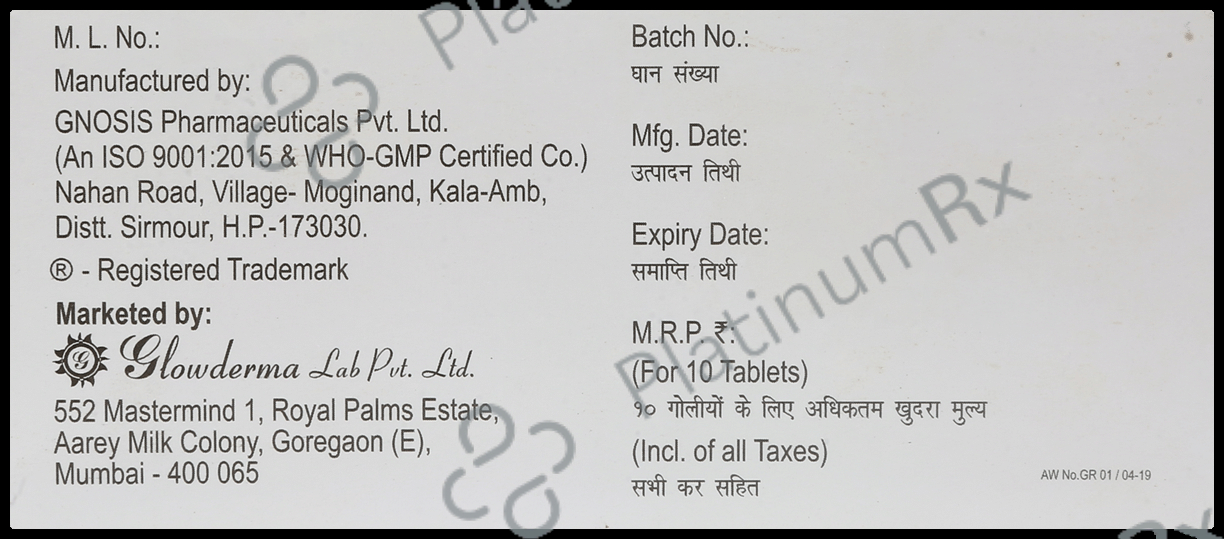 M. L. No.:
Manufactured by:
GNOSIS Pharmaceuticals Pvt. Ltd.
(An ISO 9001:2015 & WHO-GMP Certified Co.)
Nahan Road, Village- Moginand, Kala-Amb,
Distt. Sirmour, H.P.-173030.
® - Registered Trademark
Marketed by:
G Glowderma Lab Pvt. Ltd.
552 Mastermind 1, Royal Palms Estate,
Aarey Milk Colony, Goregaon (E),
Mumbai - 400 065
Batch No.:
घान संख्या
Mfg. Date:
उत्पादन तिथी
Expiry Date:
समाप्ति तिथी
M.R.P. ₹:
(For 10 Tablets)
१० गोलीयों के लिए अधिकतम खुदरा मुल्य
(Incl. of all Taxes)
सभी कर सहित
AW No.GR 01 / 04-19
PlatinumRx